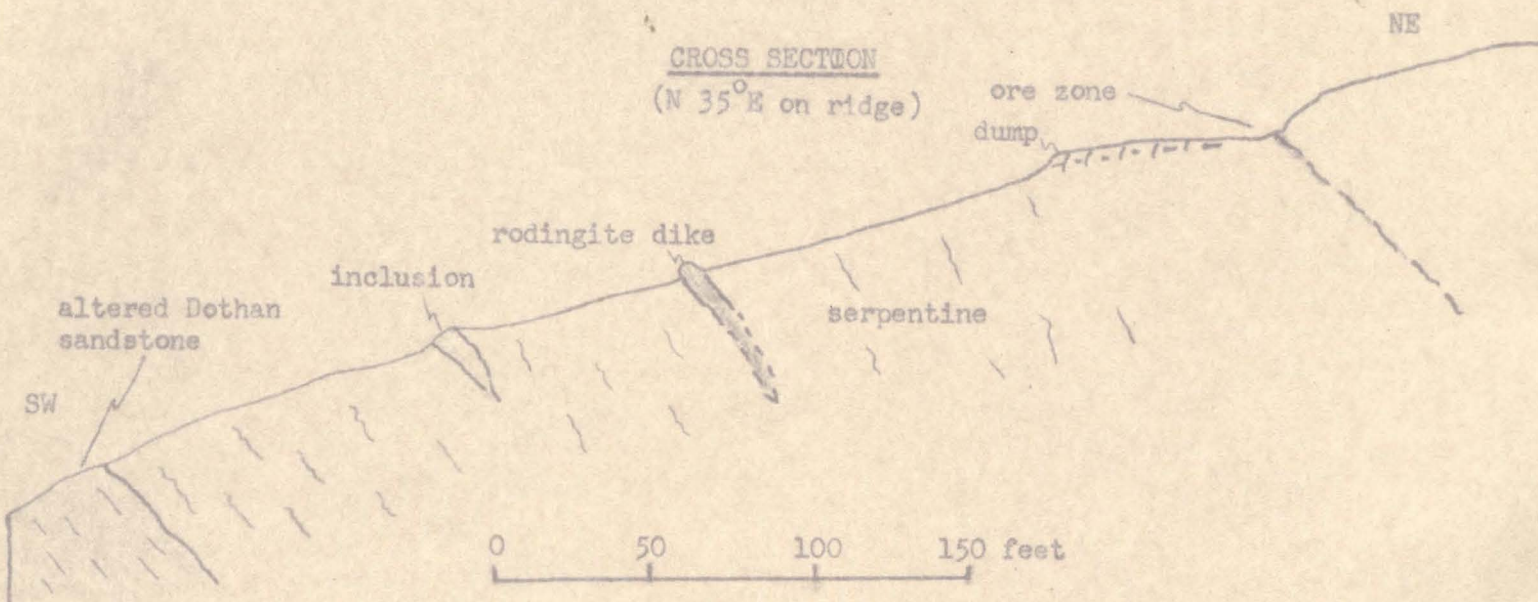 NE
CROSS SECTION
(N 35°E on ridge)
ore zone
dump
rodingite dike
inclusion
serpentine
altered Dothan
sandstone
SW
0 50 100 150 feet